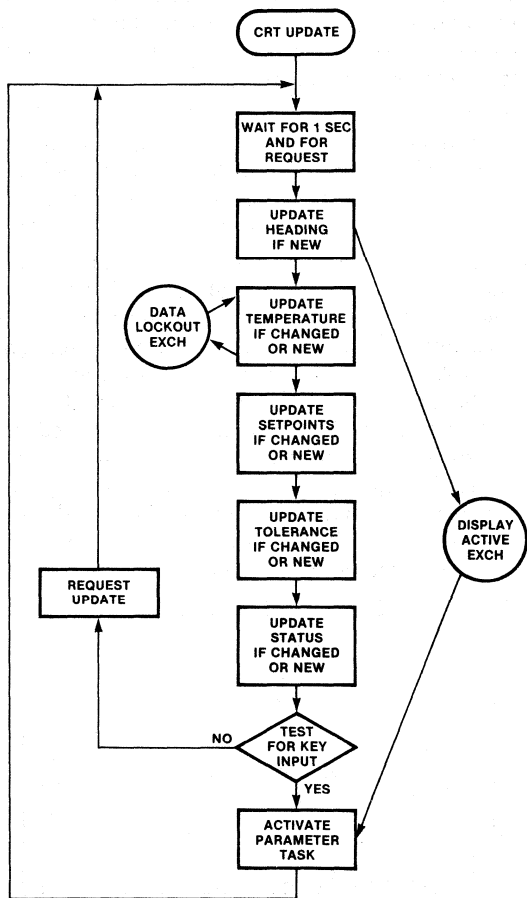 CRT UPDATE
WAIT FOR 1 SEC
AND FOR
REQUEST
UPDATE
HEADING
IF NEW
DATA
LOCKOUT
EXCH
UPDATE
TEMPERATURE
IF CHANGED
OR NEW
UPDATE
SETPOINTS
IF CHANGED
OR NEW
UPDATE
TOLERANCE
IF CHANGED
OR NEW
DISPLAY
ACTIVE
EXCH
REQUEST
UPDATE
UPDATE
STATUS
IF CHANGED
OR NEW
NO
TEST
FOR KEY
INPUT
YES
ACTIVATE
PARAMETER
TASK